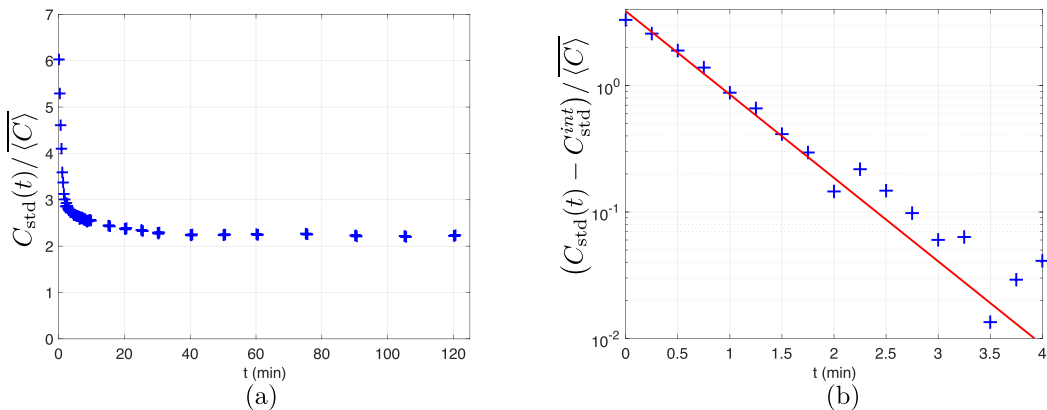 7
6
5
4
3
2
1
0
0 20 40 60 80 100 120
t (min)
C_std(t)/⟨C⟩̅
(a)
10^0
10^-1
10^-2
0 0.5 1 1.5 2 2.5 3 3.5 4
t (min)
(C_std(t) − C_std^int)/⟨C⟩̅
(b)